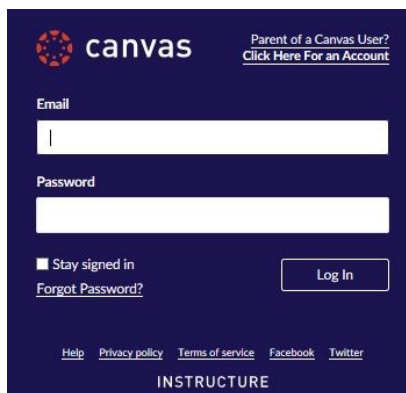 canvas
Parent of a Canvas User?
Click Here For an Account
Email
Password
Stay signed in
Forgot Password?
Log In
Help Privacy policy Terms of service Facebook Twitter
INSTRUCTURE